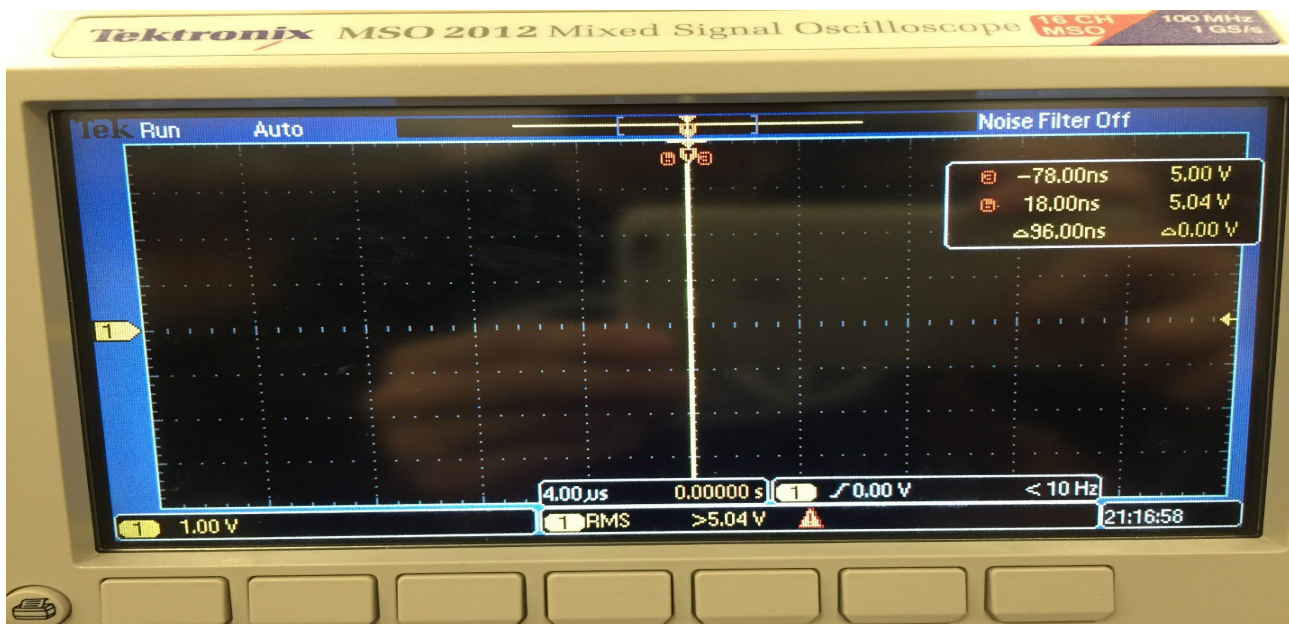 Tektronix MSO 2012 Mixed Signal Oscilloscope 16 CH MSO 100 MHz 1 GS/s
Tek Run Auto Noise Filter Off
b a
a −78.00ns 5.00 V
b 18.00ns 5.04 V
△96.00ns △0.00 V
1
4.00 µs 0.00000 s 1 0.00 V < 10 Hz
1 1.00 V 1 RMS >5.04 V 21:16:58